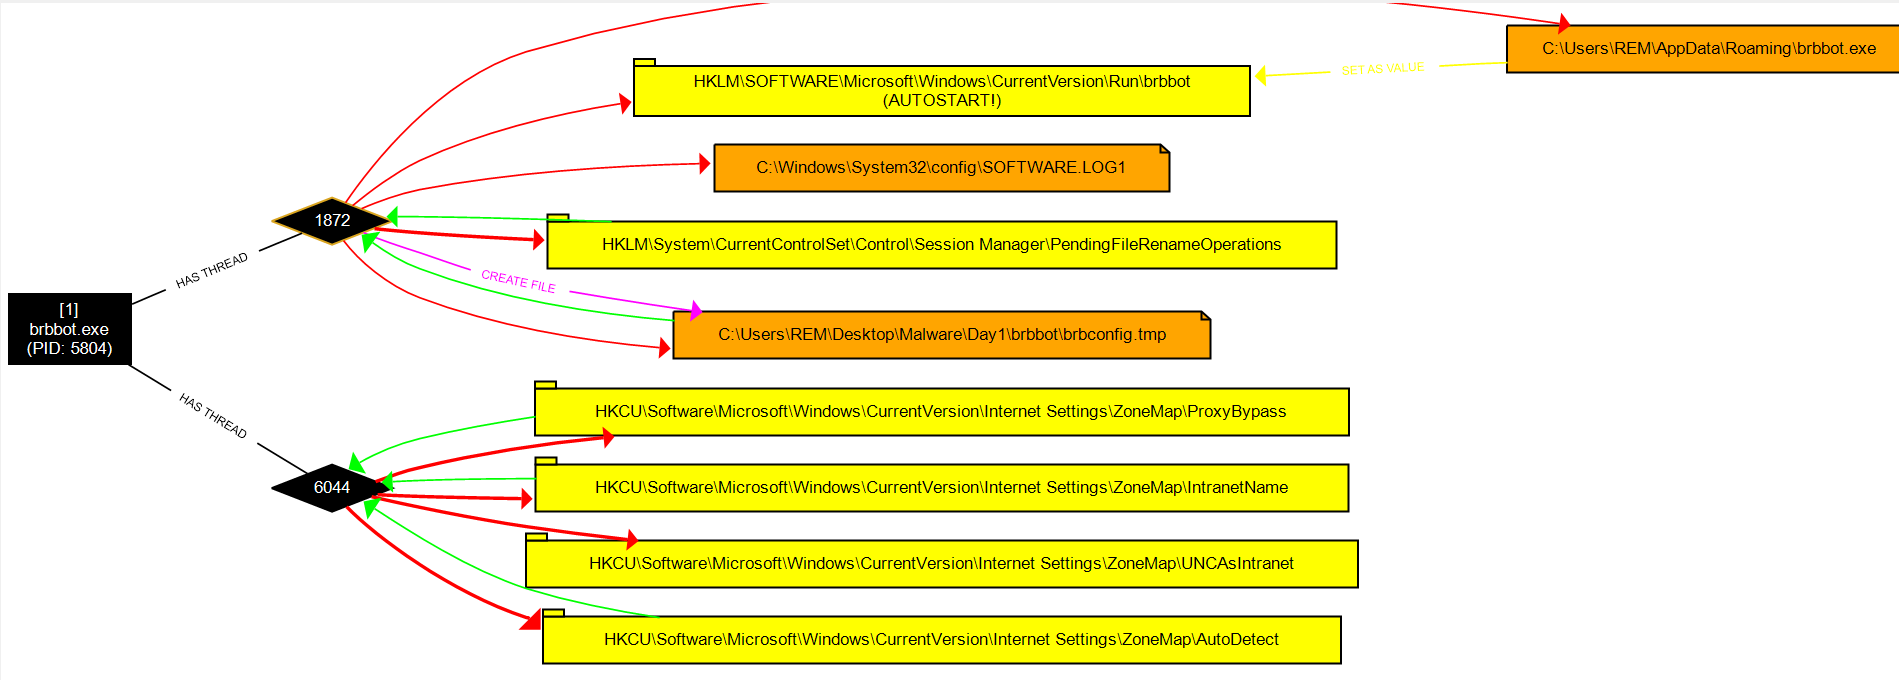 C:\Users\REM\AppData\Roaming\brbbot.exe
SET AS VALUE
HKLM\SOFTWARE\Microsoft\Windows\CurrentVersion\Run\brbbot
(AUTOSTART!)
C:\Windows\System32\config\SOFTWARE.LOG1
1872
HKLM\System\CurrentControlSet\Control\Session Manager\PendingFileRenameOperations
HAS THREAD
CREATE FILE
[1]
brbbot.exe
(PID: 5804)
C:\Users\REM\Desktop\Malware\Day1\brbbot\brbconfig.tmp
HAS THREAD
HKCU\Software\Microsoft\Windows\CurrentVersion\Internet Settings\ZoneMap\ProxyBypass
6044
HKCU\Software\Microsoft\Windows\CurrentVersion\Internet Settings\ZoneMap\IntranetName
HKCU\Software\Microsoft\Windows\CurrentVersion\Internet Settings\ZoneMap\UNCAsIntranet
HKCU\Software\Microsoft\Windows\CurrentVersion\Internet Settings\ZoneMap\AutoDetect